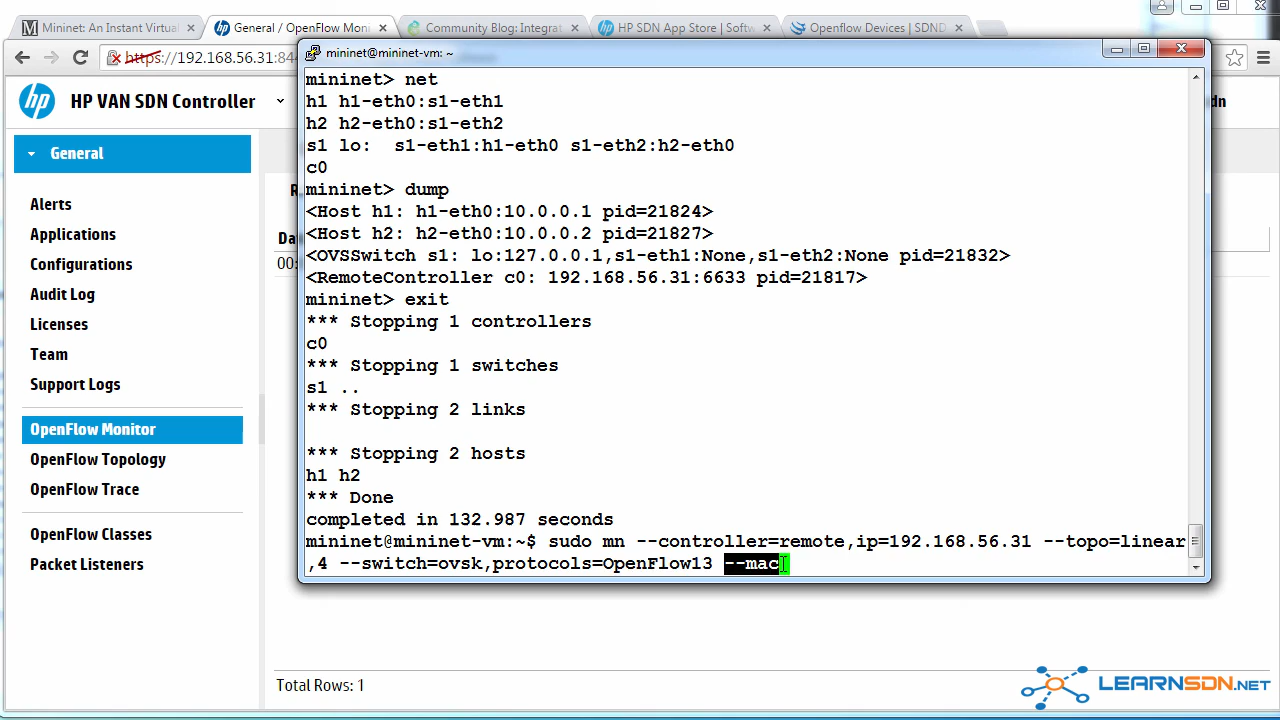 Mininet: An Instant Virtual
General / OpenFlow Moni
Community Blog: Integrat
HP SDN App Store | Softw
Openflow Devices | SDND
https://192.168.56.31:84
mininet@mininet-vm: ~
hp
HP VAN SDN Controller
dn
General
Alerts
Applications
Configurations
Audit Log
Licenses
Team
Support Logs
OpenFlow Monitor
OpenFlow Topology
OpenFlow Trace
OpenFlow Classes
Packet Listeners
R
Da
00:
mininet> net
h1 h1-eth0:s1-eth1
h2 h2-eth0:s1-eth2
s1 lo:  s1-eth1:h1-eth0 s1-eth2:h2-eth0
c0
mininet> dump
<Host h1: h1-eth0:10.0.0.1 pid=21824>
<Host h2: h2-eth0:10.0.0.2 pid=21827>
<OVSSwitch s1: lo:127.0.0.1,s1-eth1:None,s1-eth2:None pid=21832>
<RemoteController c0: 192.168.56.31:6633 pid=21817>
mininet> exit
*** Stopping 1 controllers
c0
*** Stopping 1 switches
s1 ..
*** Stopping 2 links
*** Stopping 2 hosts
h1 h2
*** Done
completed in 132.987 seconds
mininet@mininet-vm:~$ sudo mn --controller=remote,ip=192.168.56.31 --topo=linear
,4 --switch=ovsk,protocols=OpenFlow13 --mac
Total Rows: 1
LEARNSDN.NET